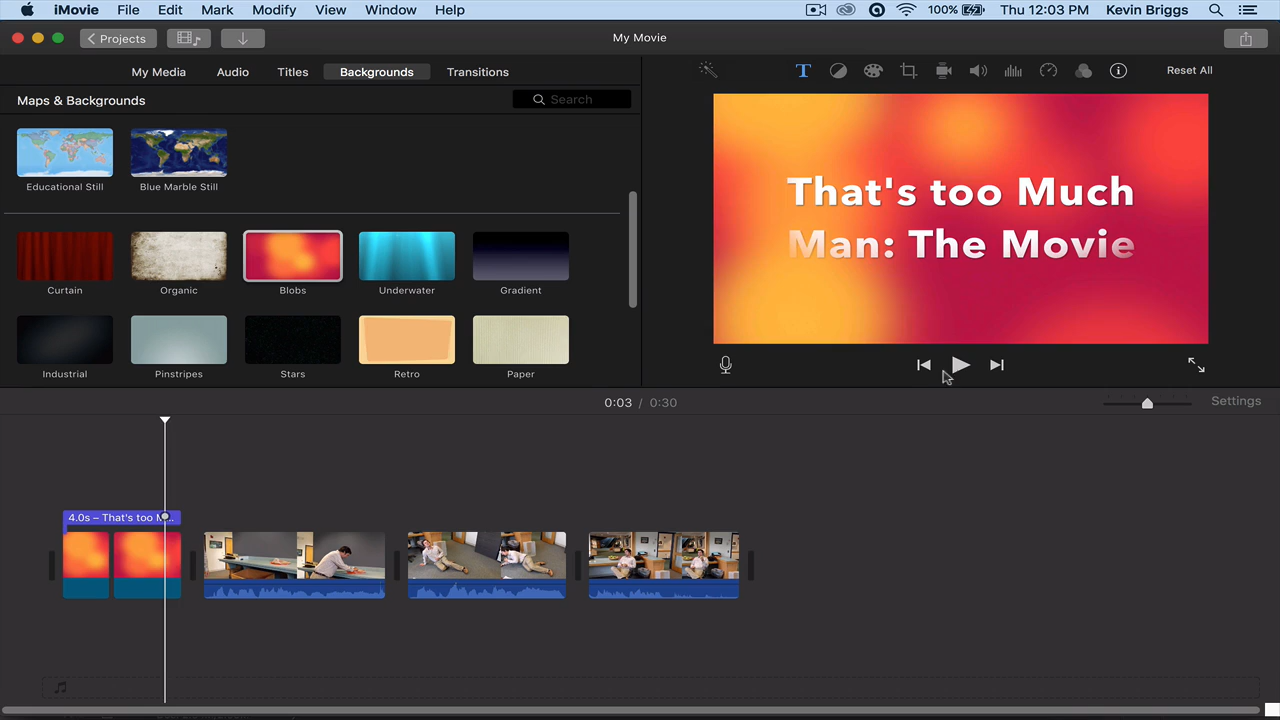 iMovie File Edit Mark Modify View Window Help 100% Thu 12:03 PM Kevin Briggs
Projects My Movie
My Media Audio Titles Backgrounds Transitions T Reset All
Maps & Backgrounds Search
Educational Still Blue Marble Still
That's too Much
Man: The Movie
Curtain Organic Blobs Underwater Gradient
Industrial Pinstripes Stars Retro Paper
0:03 / 0:30 Settings
4.0s – That's too M...